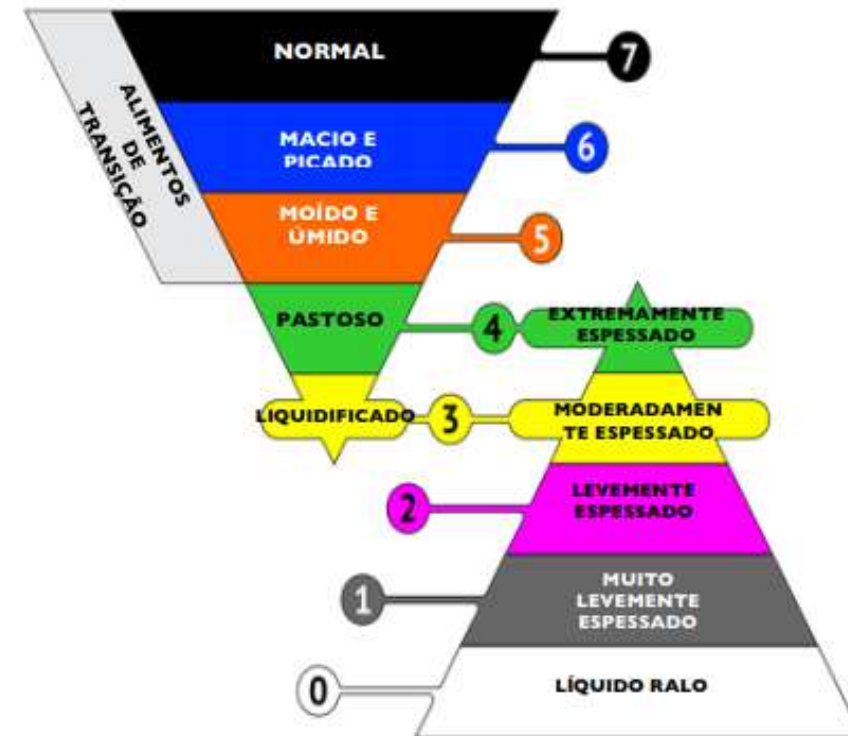 NORMAL
7
ALIMENTOS
DE
TRANSIÇÃO
MACIO E
PICADO
6
MOÍDO E
ÚMIDO
5
PASTOSO
4
EXTREMAMENTE
ESPESSADO
LIQUIDIFICADO
3
MODERADAMEN
TE ESPESSADO
2
LEVEMENTE
ESPESSADO
1
MUITO
LEVEMENTE
ESPESSADO
0
LÍQUIDO RALO